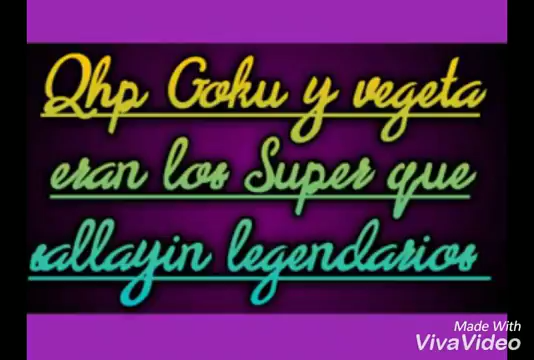 Qhp Goku y vegeta
eran los Super que
sallayin legendarios
Made With
VivaVideo